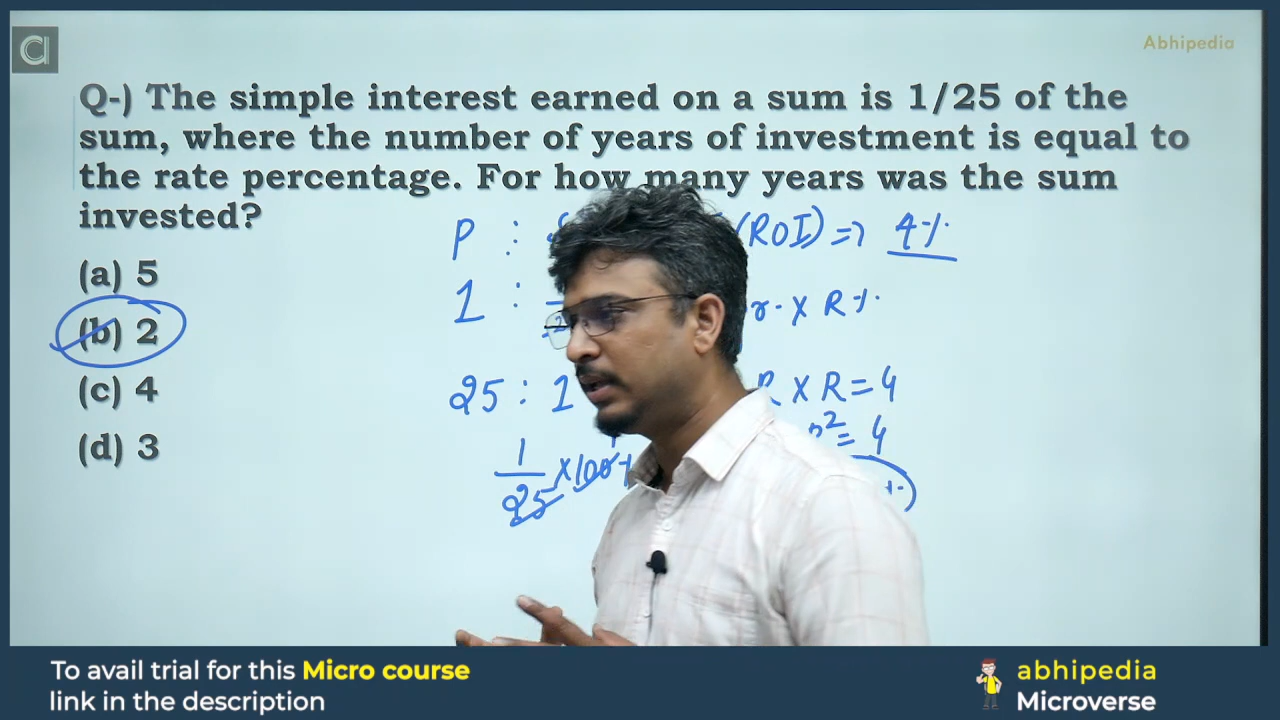 Abhipedia
Q-) The simple interest earned on a sum is 1/25 of the
sum, where the number of years of investment is equal to
the rate percentage. For how many years was the sum
invested?
P : (ROI) => 4%
1 : × R%
(a) 5
(b) 2
25 : 1 R × R = 4
(c) 4
= 4
1/25 × 100
(d) 3
To avail trial for this Micro course
link in the description
abhipedia
Microverse